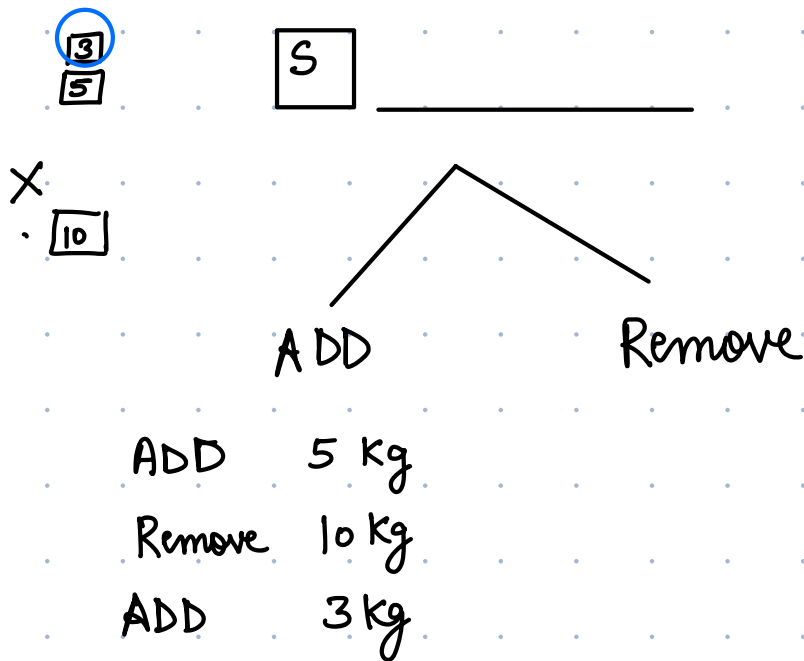 3
5
S
X
10
ADD Remove
ADD 5 Kg
Remove 10 Kg
ADD 3 Kg